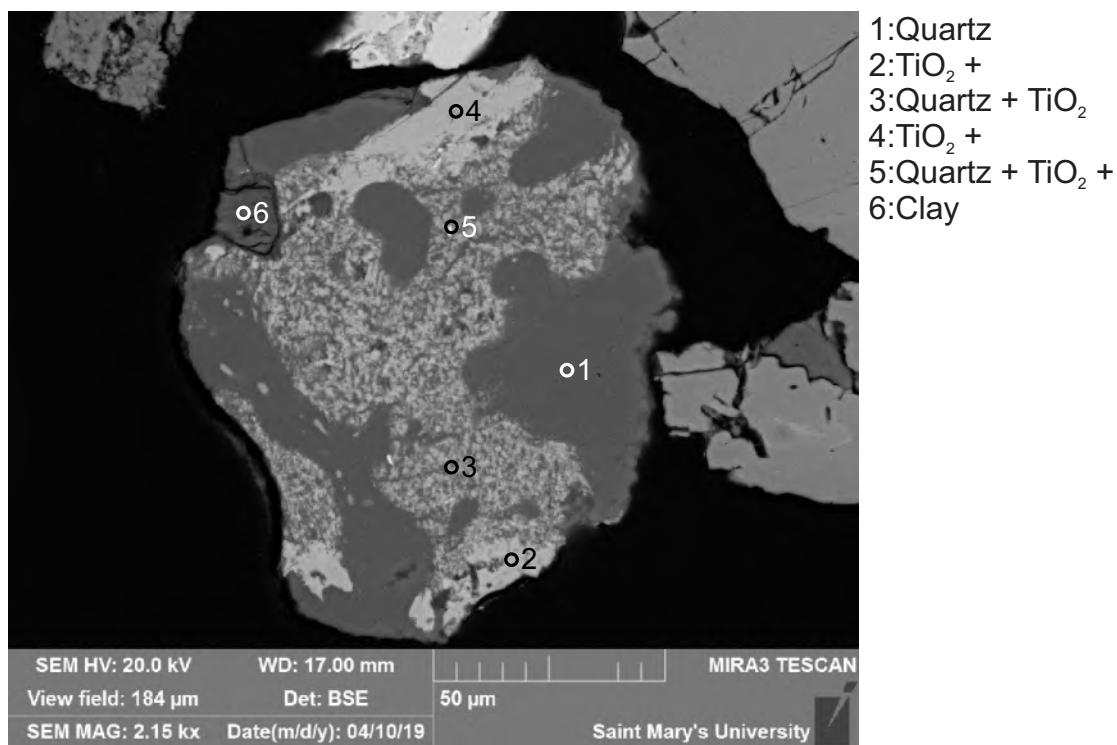 1:Quartz
2:TiO₂ +
3:Quartz + TiO₂
4:TiO₂ +
5:Quartz + TiO₂ +
6:Clay
4
6
5
1
3
2
SEM HV: 20.0 kV WD: 17.00 mm MIRA3 TESCAN
View field: 184 µm Det: BSE 50 µm
SEM MAG: 2.15 kx Date(m/d/y): 04/10/19 Saint Mary's University